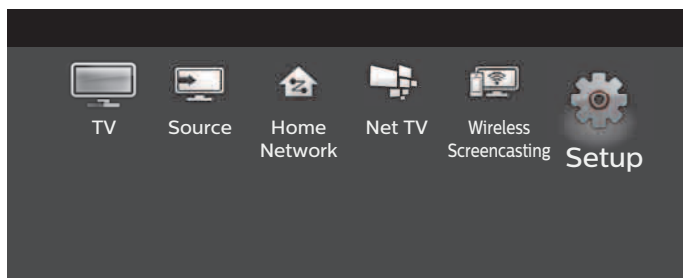 TV
Source
Home
Network
Net TV
Wireless
Screencasting
Setup